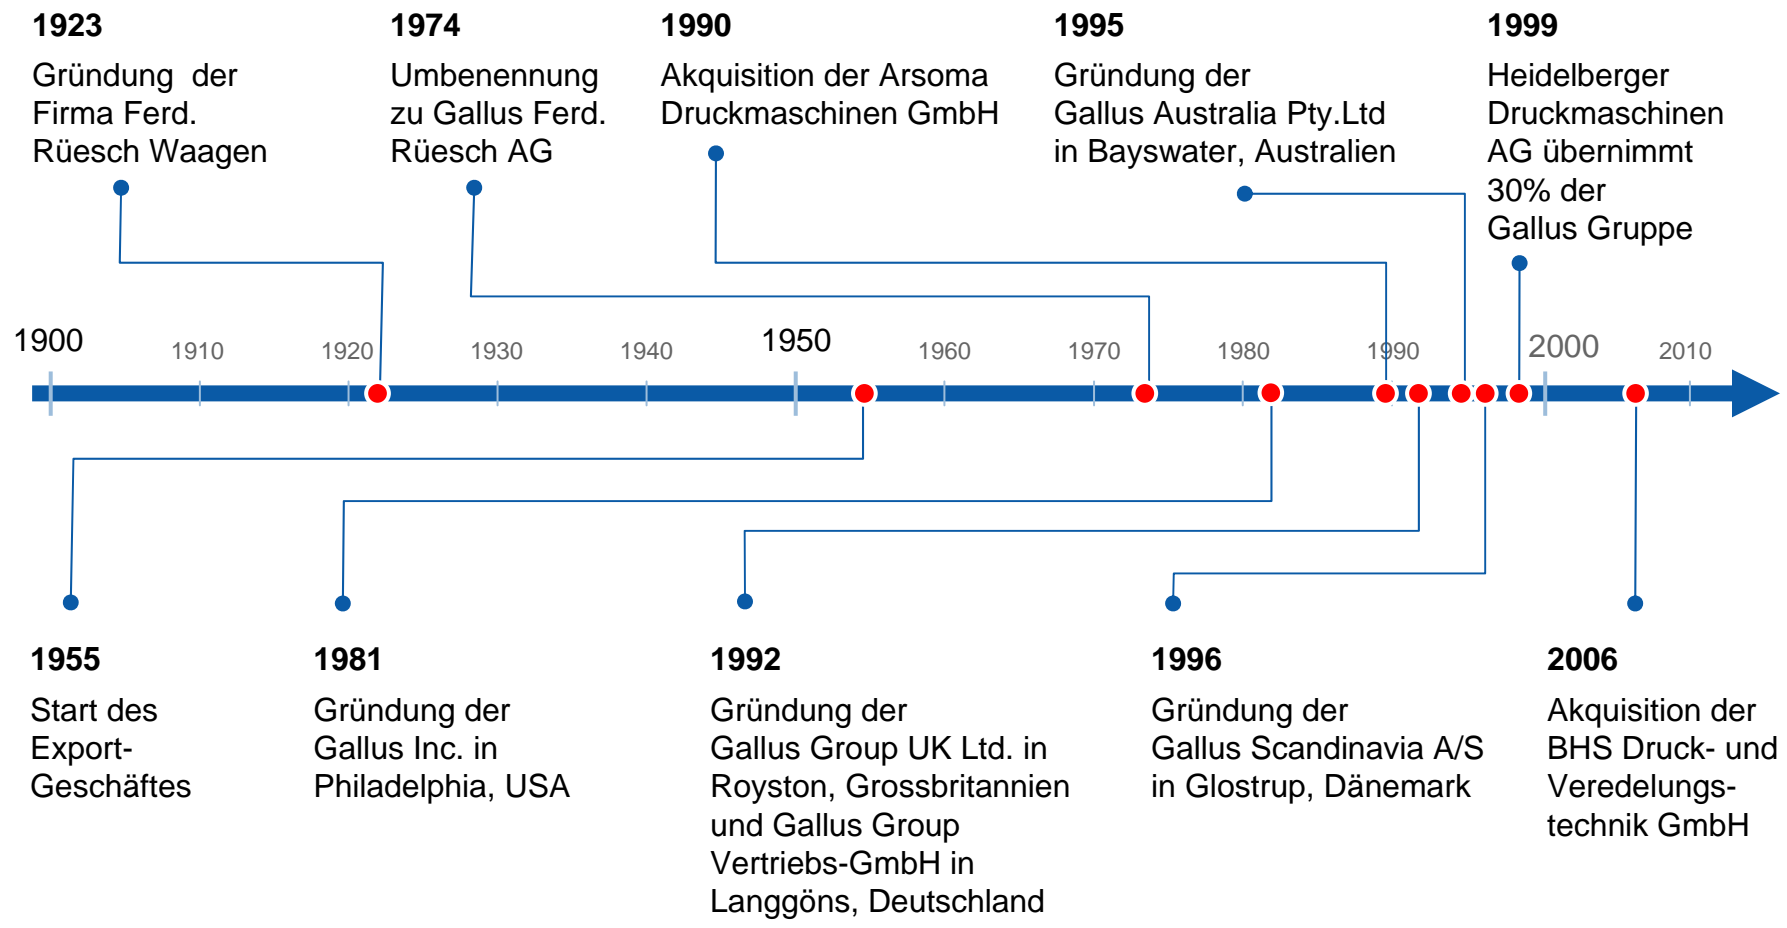 1923
Gründung der
Firma Ferd.
Rüesch Waagen
1974
Umbenennung
zu Gallus Ferd.
Rüesch AG
1990
Akquisition der Arsoma
Druckmaschinen GmbH
1995
Gründung der
Gallus Australia Pty.Ltd
in Bayswater, Australien
1999
Heidelberger
Druckmaschinen
AG übernimmt
30% der
Gallus Gruppe
1900 1910 1920 1930 1940 1950 1960 1970 1980 1990 2000 2010
1955
Start des
Export-
Geschäftes
1981
Gründung der
Gallus Inc. in
Philadelphia, USA
1992
Gründung der
Gallus Group UK Ltd. in
Royston, Grossbritannien
und Gallus Group
Vertriebs-GmbH in
Langgöns, Deutschland
1996
Gründung der
Gallus Scandinavia A/S
in Glostrup, Dänemark
2006
Akquisition der
BHS Druck- und
Veredelungs-
technik GmbH